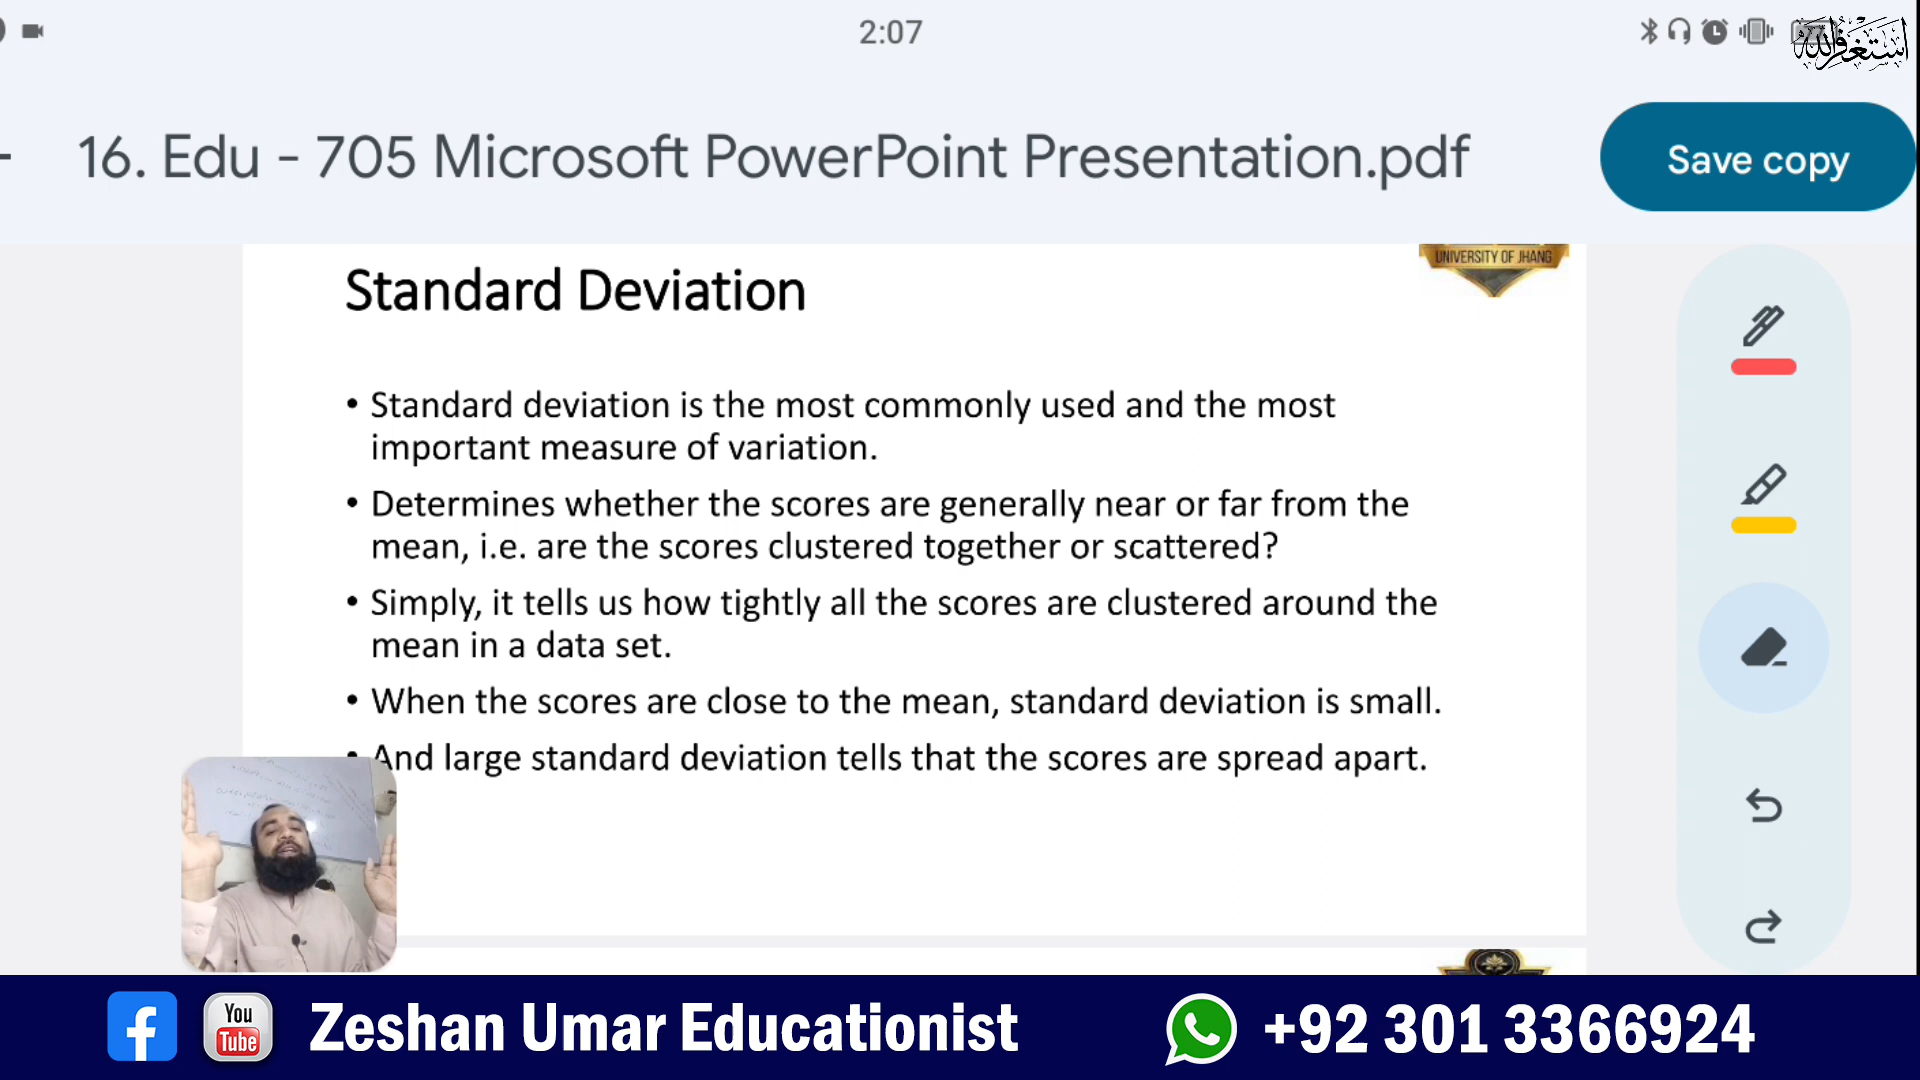 2:07
أستغفر الله
16. Edu - 705 Microsoft PowerPoint Presentation.pdf
Save copy
UNIVERSITY OF JHANG
Standard Deviation
• Standard deviation is the most commonly used and the most
important measure of variation.
• Determines whether the scores are generally near or far from the
mean, i.e. are the scores clustered together or scattered?
• Simply, it tells us how tightly all the scores are clustered around the
mean in a data set.
• When the scores are close to the mean, standard deviation is small.
• And large standard deviation tells that the scores are spread apart.
You
Tube
Zeshan Umar Educationist
+92 301 3366924